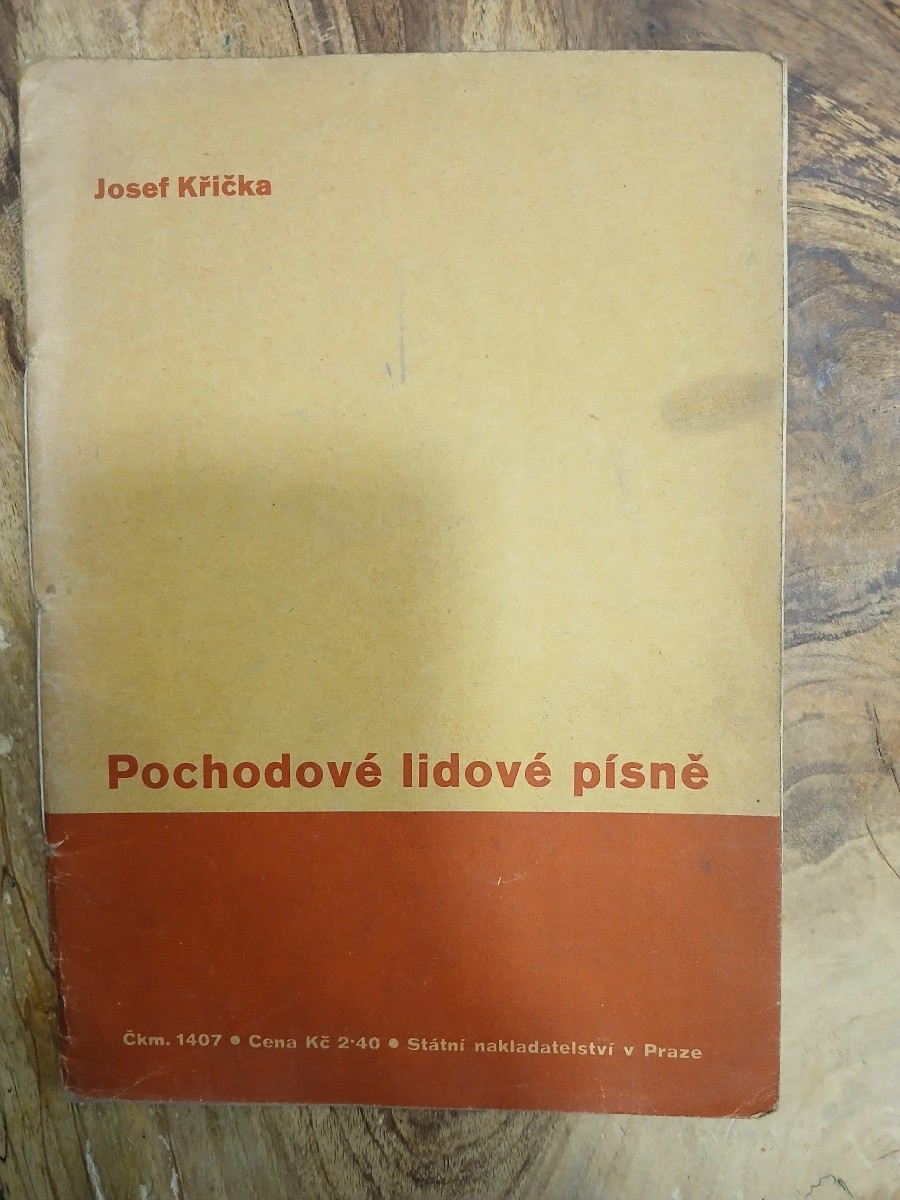 Josef Křička
Pochodové lidové písně
Čkm. 1407 • Cena Kč 2·40 • Státní nakladatelství v Praze